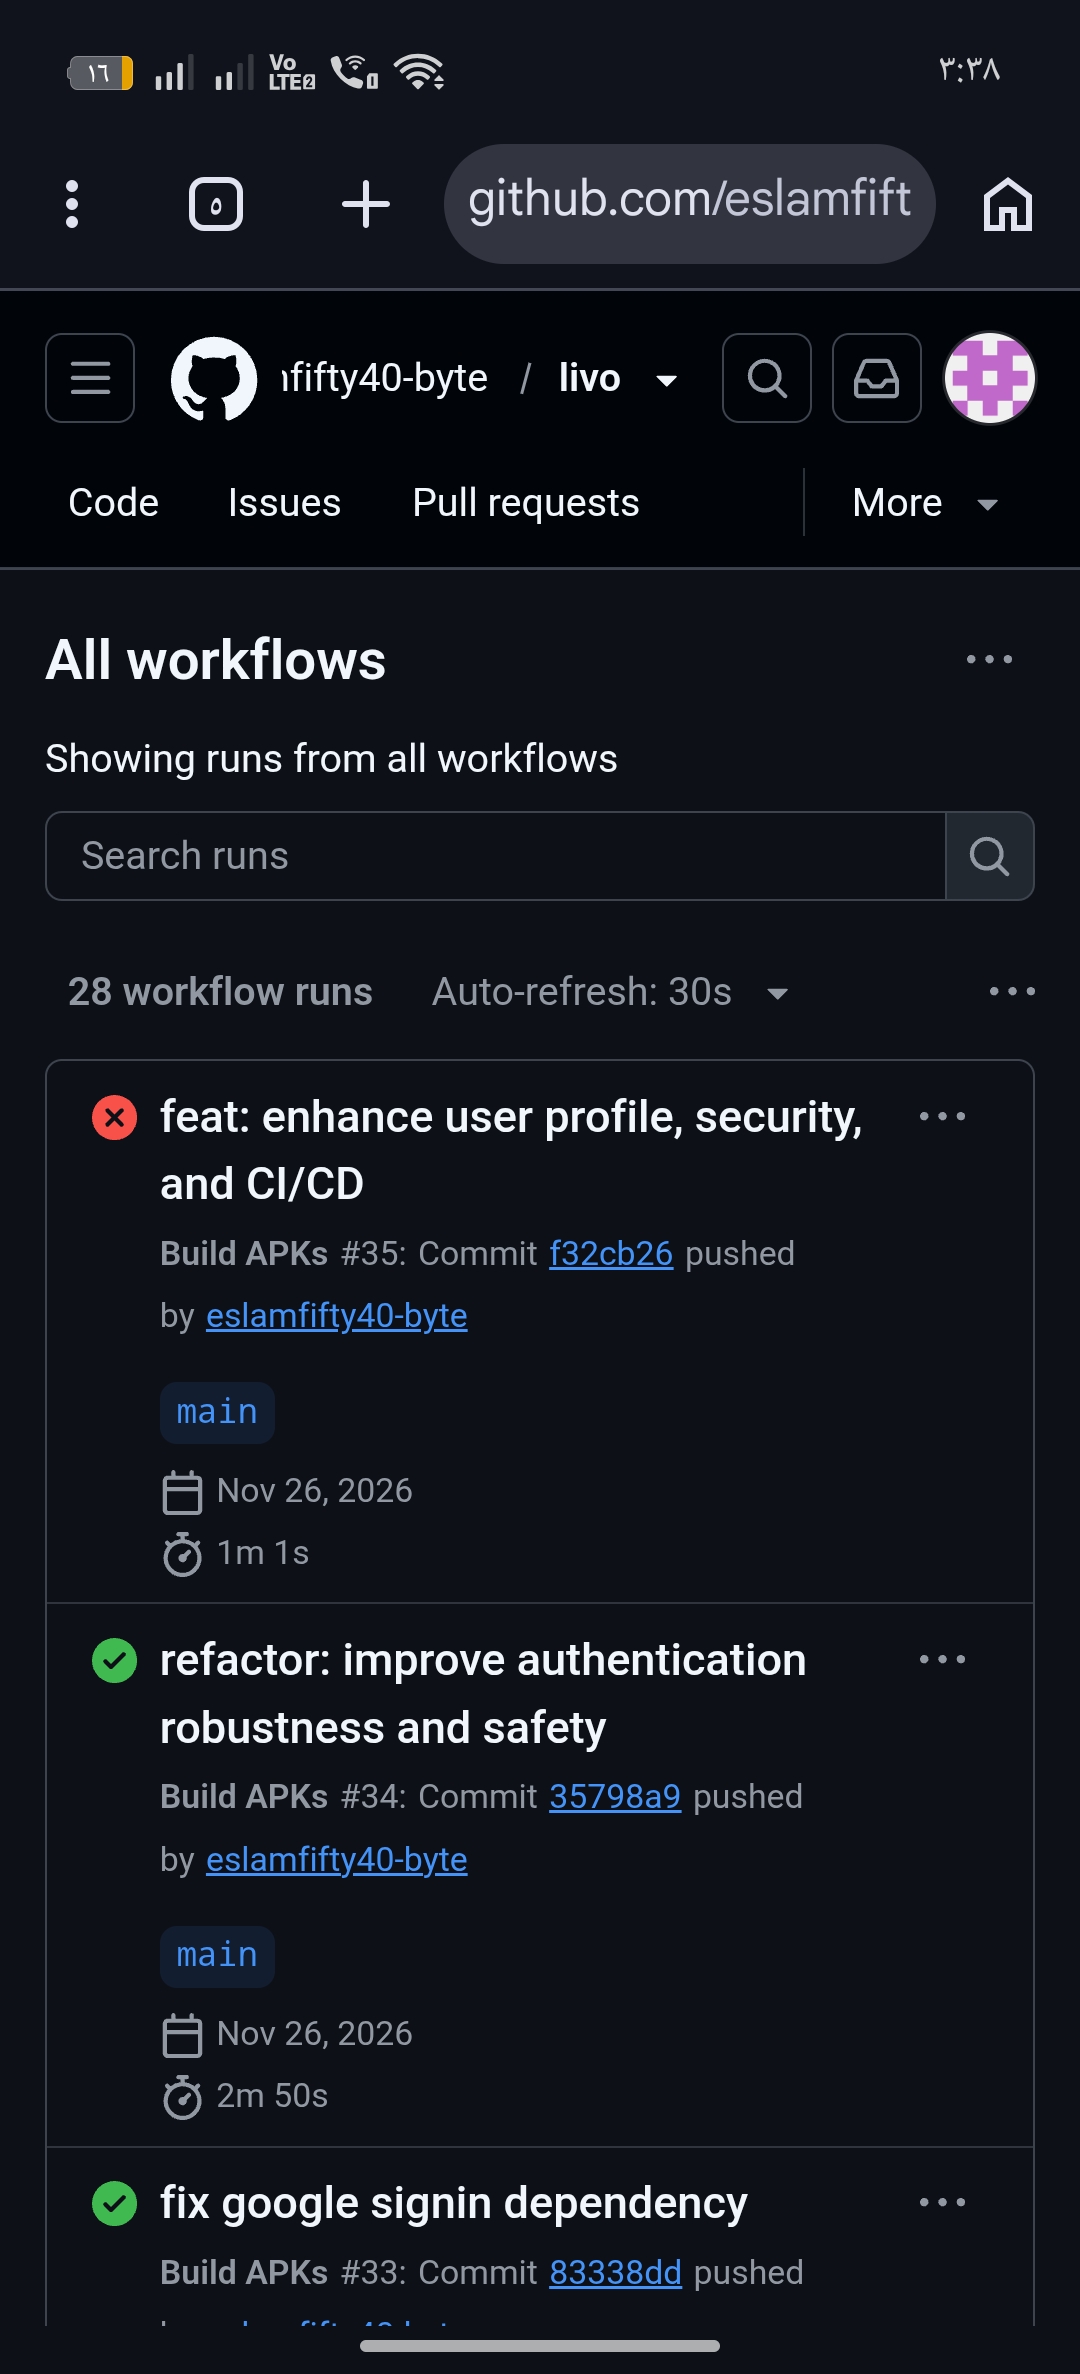 ١٦ Vo LTE 2 ٣:٣٨
٥ github.com/eslamfift
fifty40-byte / livo
Code Issues Pull requests More
All workflows
Showing runs from all workflows
Search runs
28 workflow runs Auto-refresh: 30s
feat: enhance user profile, security,
and CI/CD
Build APKs #35: Commit f32cb26 pushed
by eslamfifty40-byte
main
Nov 26, 2026
1m 1s
refactor: improve authentication
robustness and safety
Build APKs #34: Commit 35798a9 pushed
by eslamfifty40-byte
main
Nov 26, 2026
2m 50s
fix google signin dependency
Build APKs #33: Commit 83338dd pushed